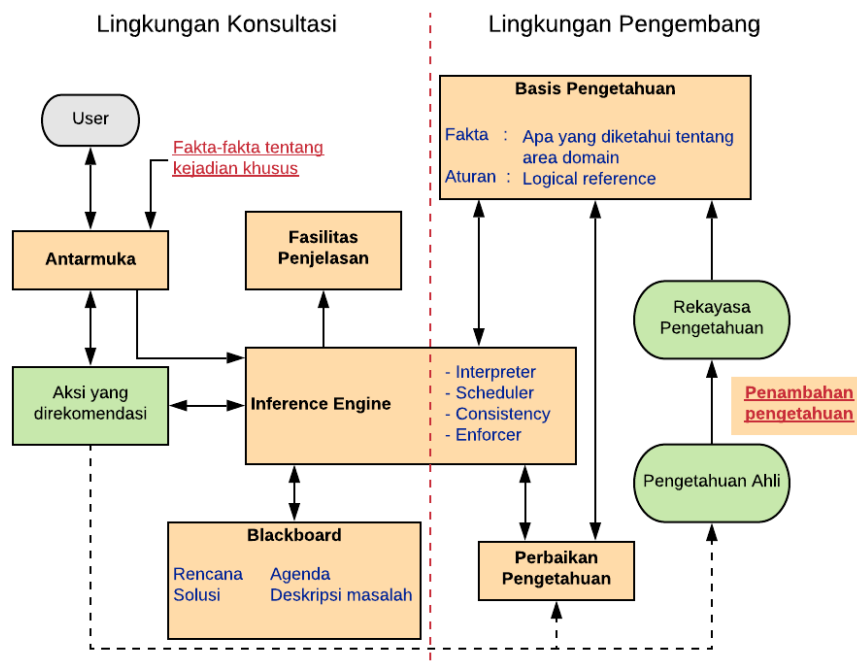 Lingkungan Konsultasi
Lingkungan Pengembang
User
Fakta-fakta tentang
kejadian khusus
Antarmuka
Fasilitas
Penjelasan
Aksi yang
direkomendasi
Inference Engine
- Interpreter
- Scheduler
- Consistency
- Enforcer
Blackboard
Rencana Agenda
Solusi Deskripsi masalah
Basis Pengetahuan
Fakta : Apa yang diketahui tentang
area domain
Aturan : Logical reference
Rekayasa
Pengetahuan
Penambahan
pengetahuan
Pengetahuan Ahli
Perbaikan
Pengetahuan